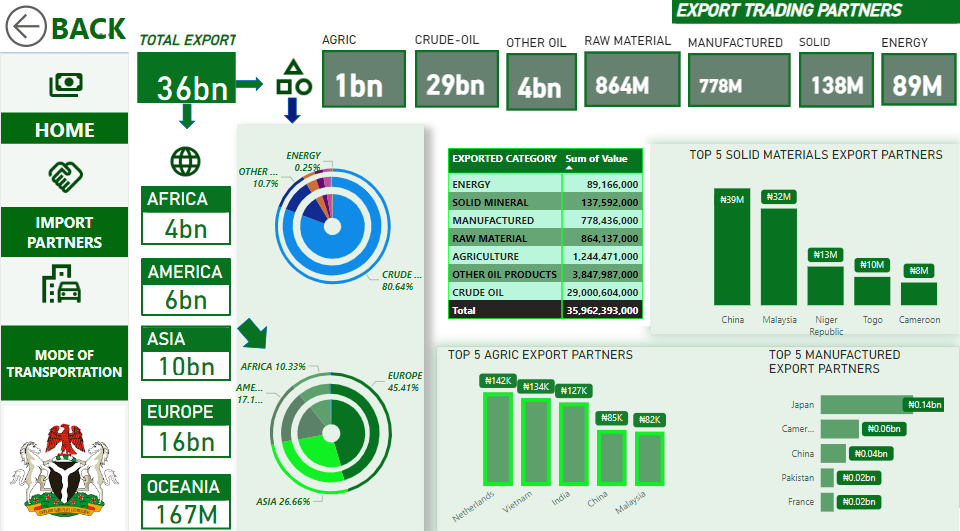 EXPORT TRADING PARTNERS
BACK
TOTAL EXPORT
36bn
AGRIC
1bn
CRUDE-OIL
29bn
OTHER OIL
4bn
RAW MATERIAL
864M
MANUFACTURED
778M
SOLID
138M
ENERGY
89M
HOME
IMPORT
PARTNERS
MODE OF
TRANSPORTATION
AFRICA
4bn
AMERICA
6bn
ASIA
10bn
EUROPE
16bn
OCEANIA
167M
ENERGY
0.25%
OTHER ...
10.7%
CRUDE ...
80.64%
AFRICA 10.33%
AME...
17.1...
EUROPE
45.41%
ASIA 26.66%
EXPORTED CATEGORY Sum of Value
ENERGY 89,166,000
SOLID MINERAL 137,592,000
MANUFACTURED 778,436,000
RAW MATERIAL 864,137,000
AGRICULTURE 1,244,471,000
OTHER OIL PRODUCTS 3,847,987,000
CRUDE OIL 29,000,604,000
Total 35,962,393,000
TOP 5 SOLID MATERIALS EXPORT PARTNERS
₦39M
₦32M
₦13M
₦10M
₦8M
China
Malaysia
Niger
Republic
Togo
Cameroon
TOP 5 AGRIC EXPORT PARTNERS
₦142K
₦134K
₦127K
₦85K
₦82K
Netherlands
Vietnam
India
China
Malaysia
TOP 5 MANUFACTURED
EXPORT PARTNERS
Japan ₦0.14bn
Camer... ₦0.06bn
China ₦0.04bn
Pakistan ₦0.02bn
France ₦0.02bn